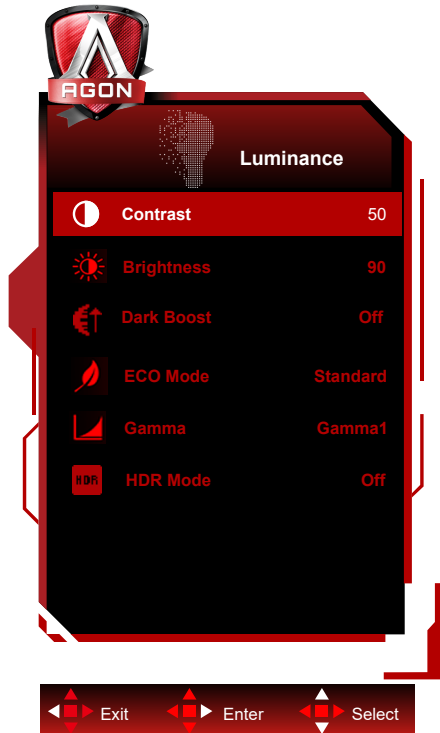 AGON
Luminance
Contrast 50
Brightness 90
Dark Boost Off
ECO Mode Standard
Gamma Gamma1
HDR HDR Mode Off
Exit Enter Select